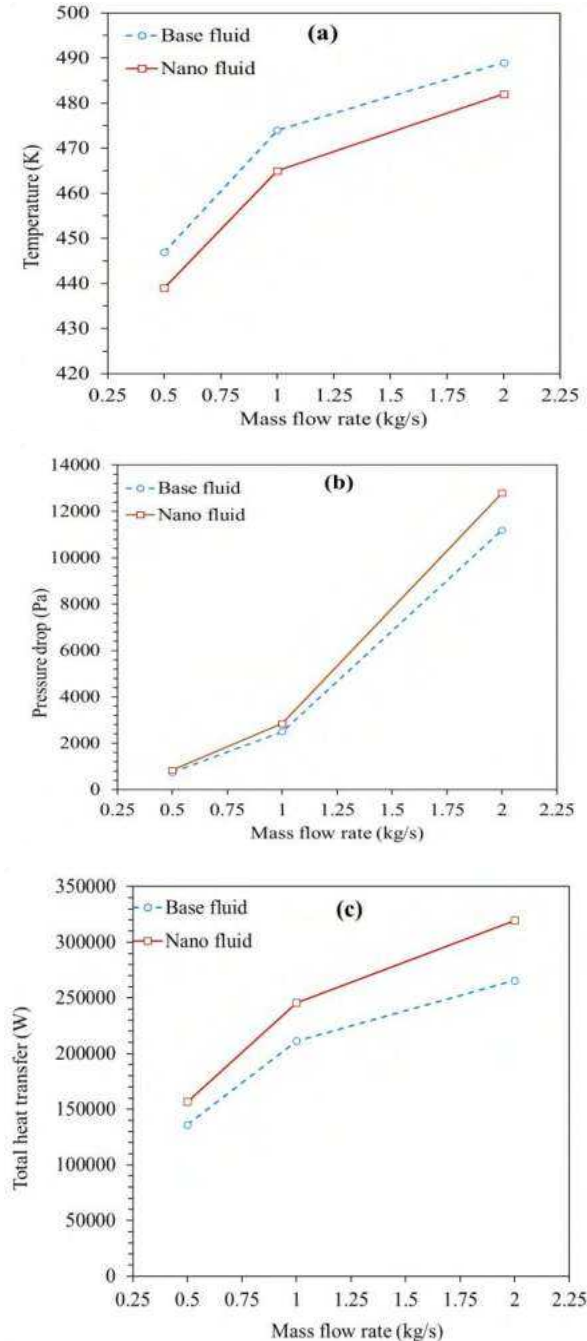 500
490
480
470
460
450
440
430
420
Base fluid
Nano fluid
(a)
Temperature (K)
0.25 0.5 0.75 1 1.25 1.5 1.75 2 2.25
Mass flow rate (kg/s)
14000
12000
10000
8000
6000
4000
2000
0
Base fluid
Nano fluid
(b)
Pressure drop (Pa)
0.25 0.5 0.75 1 1.25 1.5 1.75 2 2.25
Mass flow rate (kg/s)
350000
300000
250000
200000
150000
100000
50000
0
Base fluid
Nano fluid
(c)
Total heat transfer (W)
0.25 0.5 0.75 1 1.25 1.5 1.75 2 2.25
Mass flow rate (kg/s)